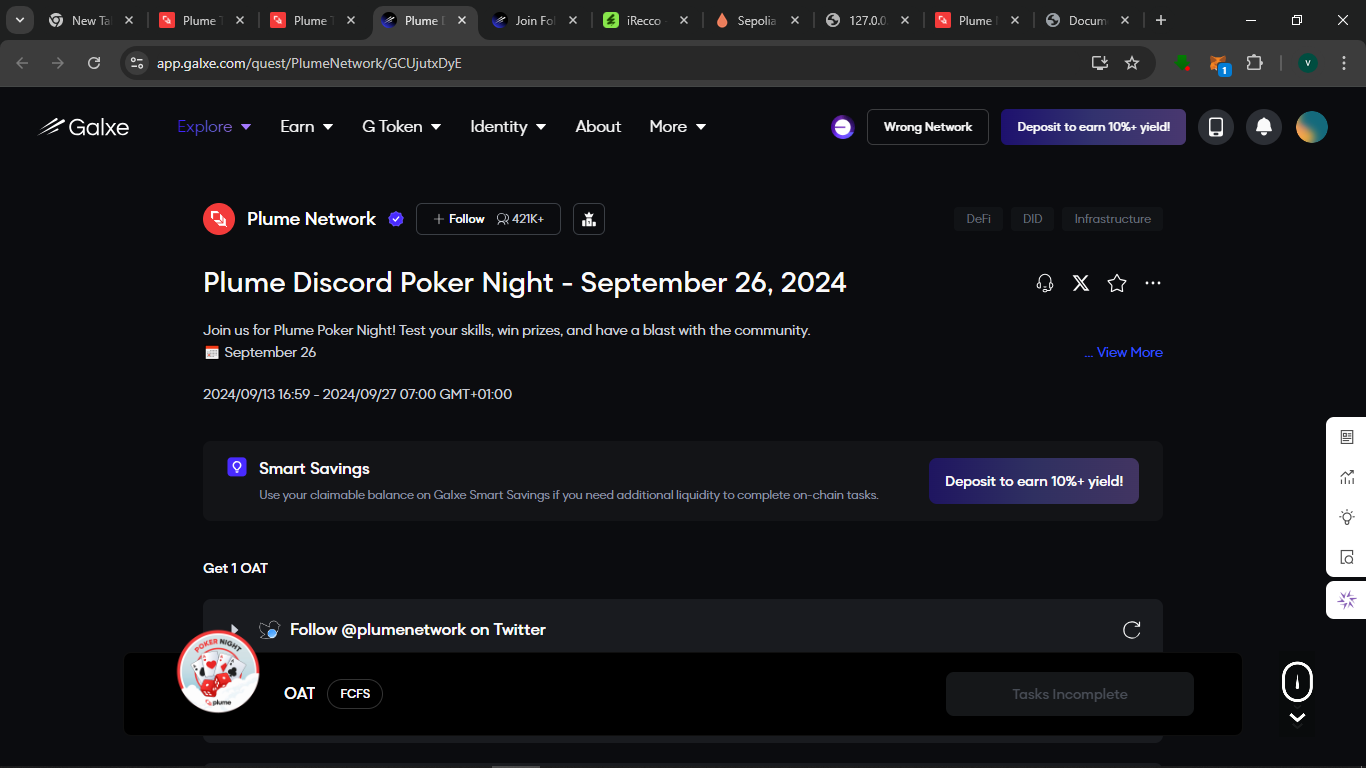 New Ta
Plume T
Plume T
Plume D
Join Fol
iRecco -
Sepolia
127.0.0.
Plume
Docum
app.galxe.com/quest/PlumeNetwork/GCUjutxDyE
1
V
Galxe
Explore
Earn
G Token
Identity
About
More
Wrong Network
Deposit to earn 10%+ yield!
Plume Network
+ Follow 421K+
DeFi
DID
Infrastructure
Plume Discord Poker Night - September 26, 2024
Join us for Plume Poker Night! Test your skills, win prizes, and have a blast with the community.
September 26
... View More
2024/09/13 16:59 - 2024/09/27 07:00 GMT+01:00
Smart Savings
Use your claimable balance on Galxe Smart Savings if you need additional liquidity to complete on-chain tasks.
Deposit to earn 10%+ yield!
Get 1 OAT
Follow @plumenetwork on Twitter
POKER NIGHT
plume
OAT
FCFS
Tasks Incomplete